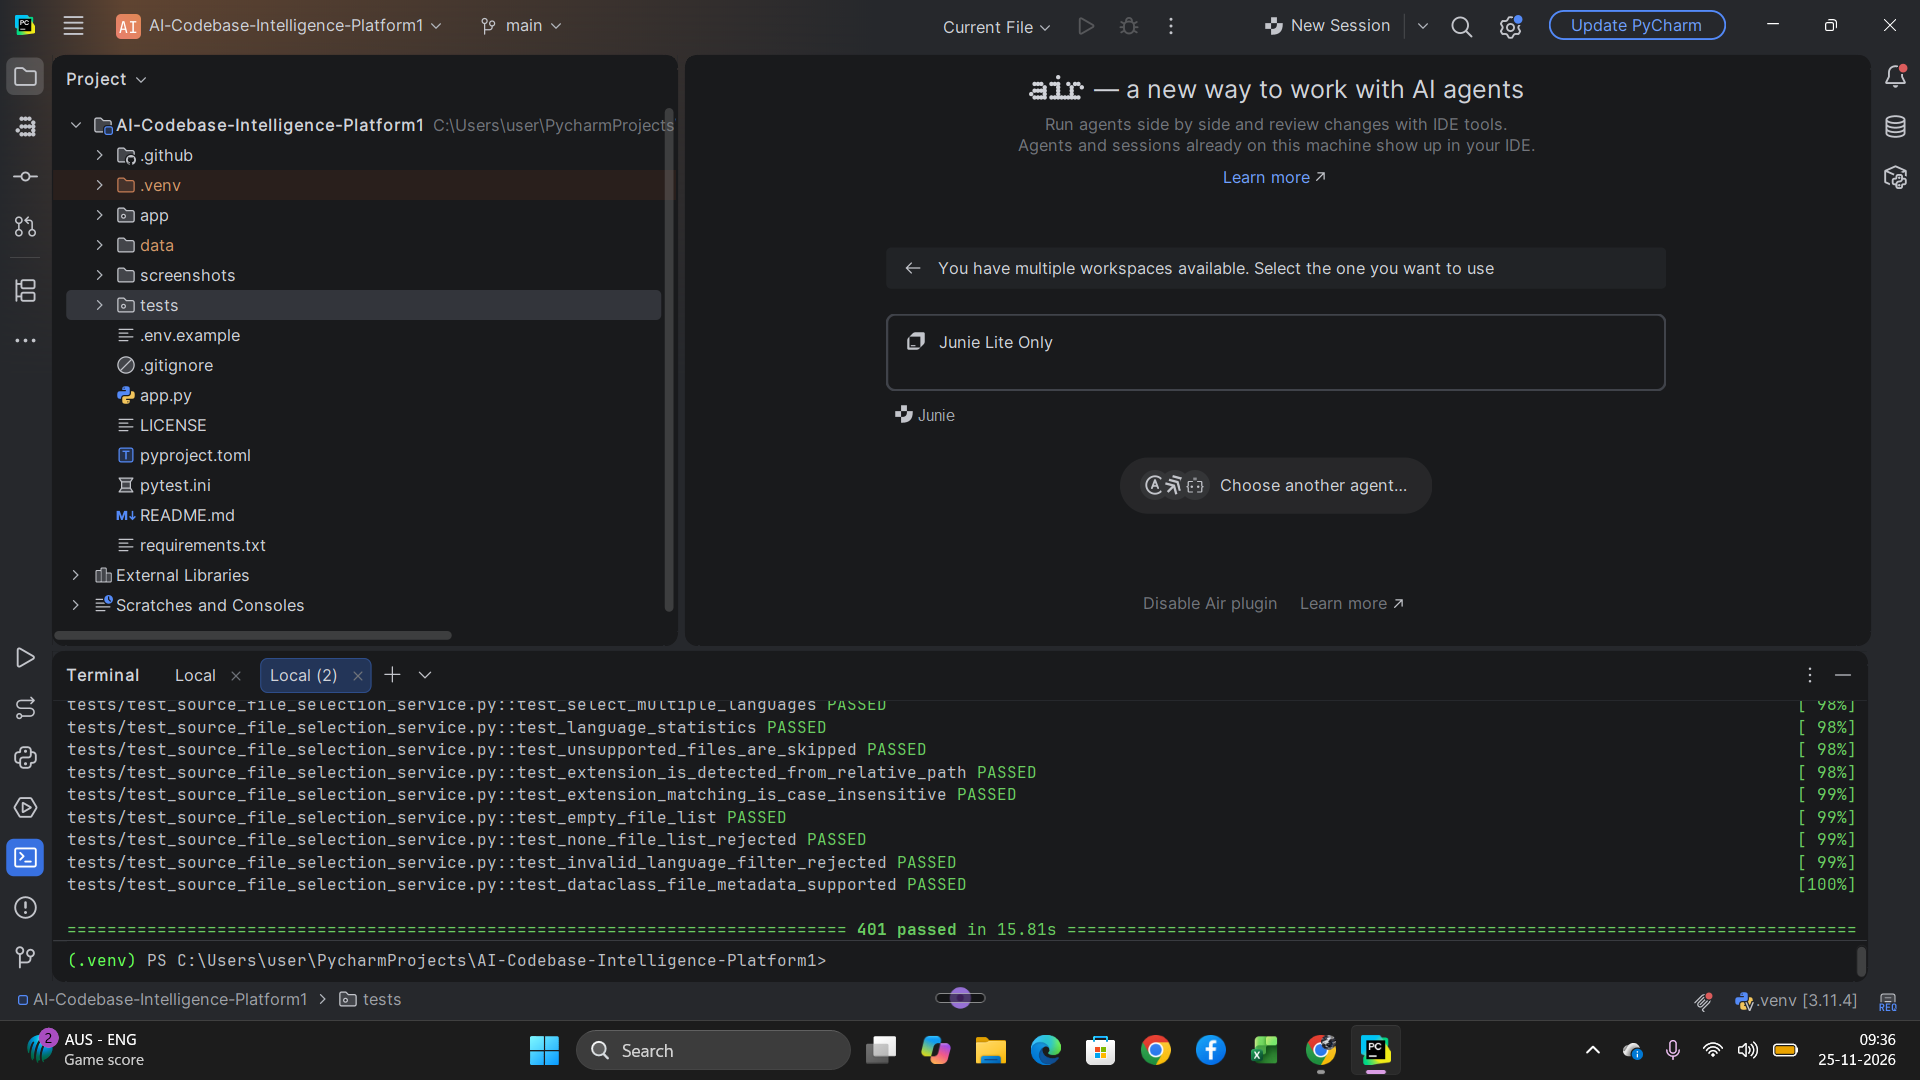 AI AI-Codebase-Intelligence-Platform1 main Current File New Session Update PyCharm
Project
AI-Codebase-Intelligence-Platform1 C:\Users\user\PycharmProjects
.github
.venv
app
data
screenshots
tests
.env.example
.gitignore
app.py
LICENSE
pyproject.toml
pytest.ini
README.md
requirements.txt
External Libraries
Scratches and Consoles
air — a new way to work with AI agents
Run agents side by side and review changes with IDE tools.
Agents and sessions already on this machine show up in your IDE.
Learn more ↗
← You have multiple workspaces available. Select the one you want to use
Junie Lite Only
Junie
Choose another agent...
Disable Air plugin Learn more ↗
Terminal Local Local (2)
tests/test_source_file_selection_service.py::test_select_multiple_languages PASSED [ 98%]
tests/test_source_file_selection_service.py::test_language_statistics PASSED [ 98%]
tests/test_source_file_selection_service.py::test_unsupported_files_are_skipped PASSED [ 98%]
tests/test_source_file_selection_service.py::test_extension_is_detected_from_relative_path PASSED [ 98%]
tests/test_source_file_selection_service.py::test_extension_matching_is_case_insensitive PASSED [ 99%]
tests/test_source_file_selection_service.py::test_empty_file_list PASSED [ 99%]
tests/test_source_file_selection_service.py::test_none_file_list_rejected PASSED [ 99%]
tests/test_source_file_selection_service.py::test_invalid_language_filter_rejected PASSED [ 99%]
tests/test_source_file_selection_service.py::test_dataclass_file_metadata_supported PASSED [100%]
============================================================================== 401 passed in 15.81s ===============================================================================
(.venv) PS C:\Users\user\PycharmProjects\AI-Codebase-Intelligence-Platform1>
AI-Codebase-Intelligence-Platform1 > tests .venv [3.11.4] REQ
2 AUS - ENG
Game score
Search
09:36
25-11-2026